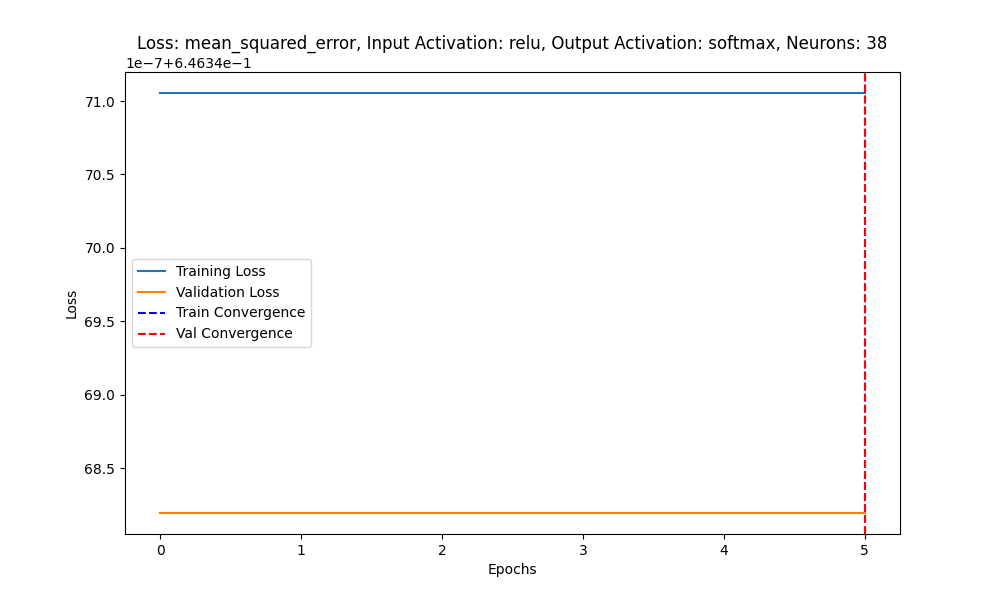 Loss: mean_squared_error, Input Activation: relu, Output Activation: softmax, Neurons: 38
1e−7+6.4634e−1
71.0
70.5
70.0
69.5
69.0
68.5
Loss
Training Loss
Validation Loss
Train Convergence
Val Convergence
0 1 2 3 4 5
Epochs